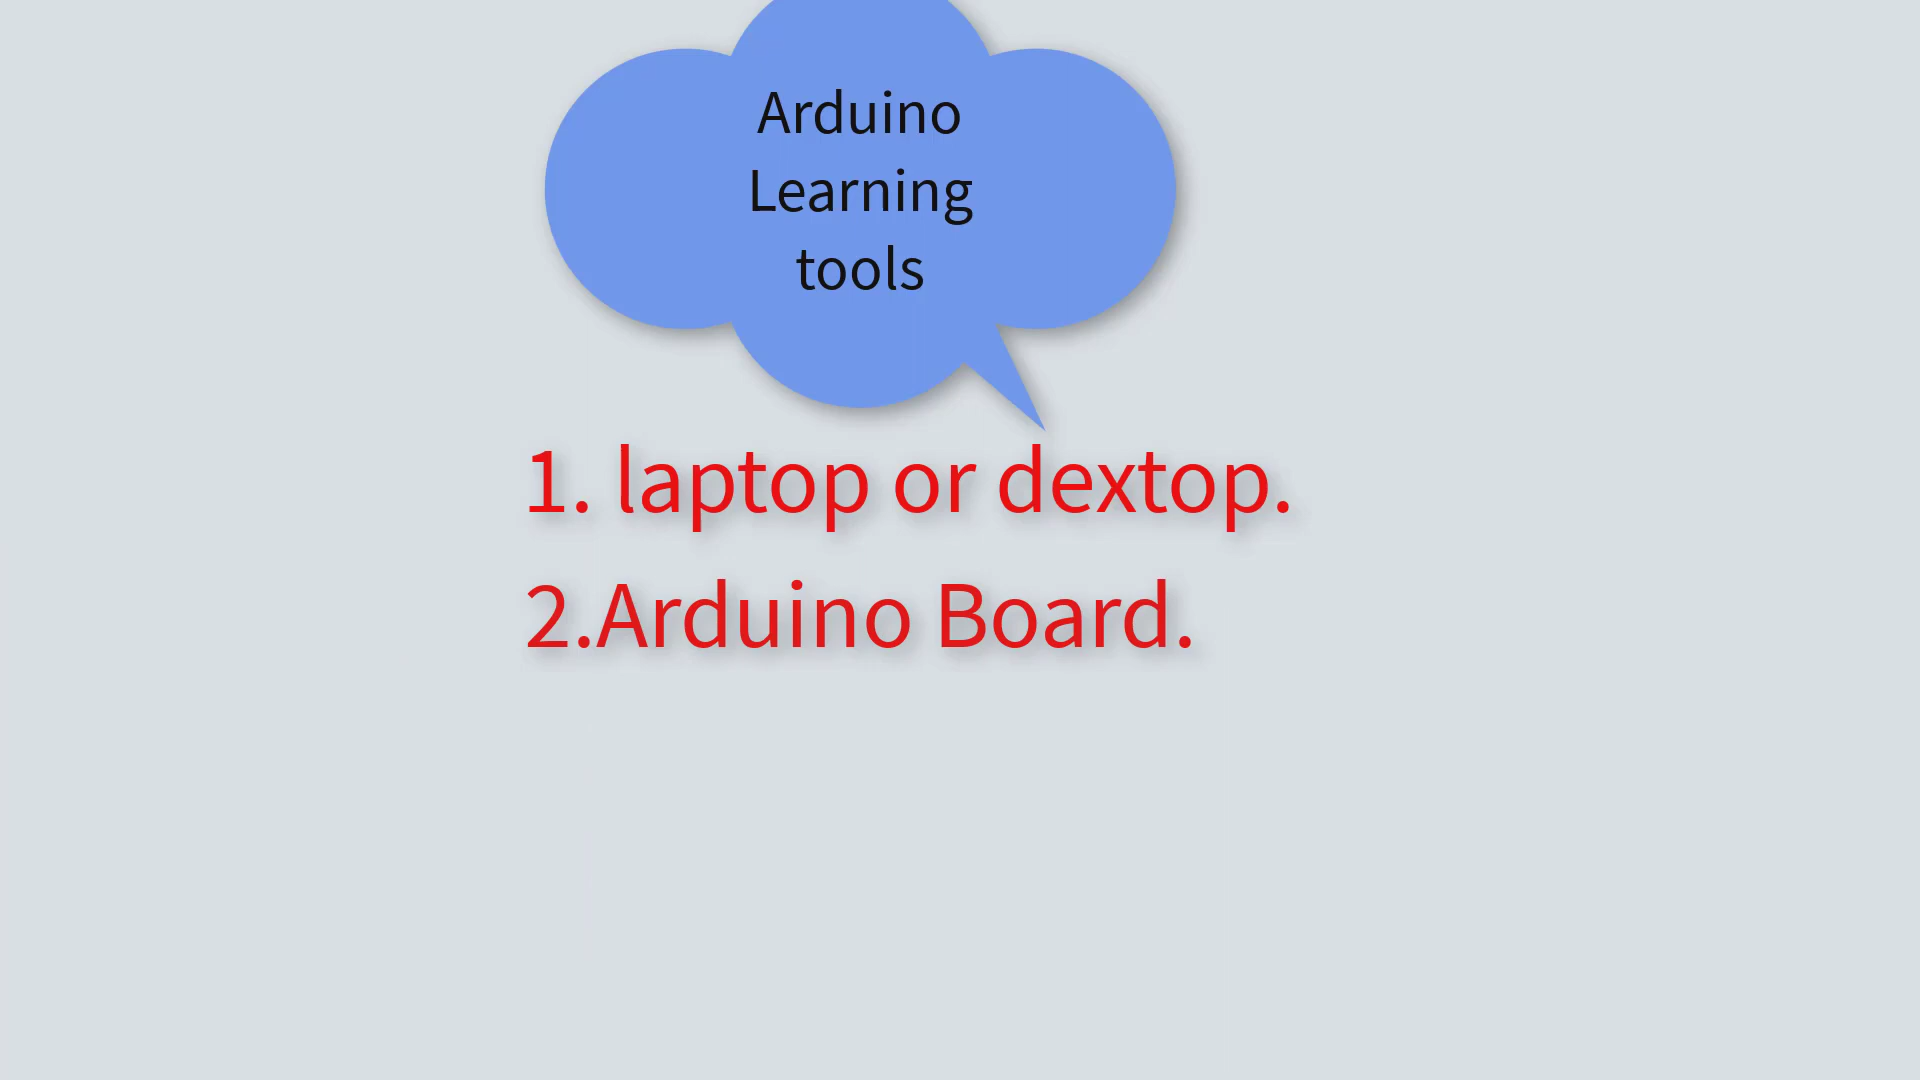 Arduino
Learning
tools
1. laptop or dextop.
2.Arduino Board.